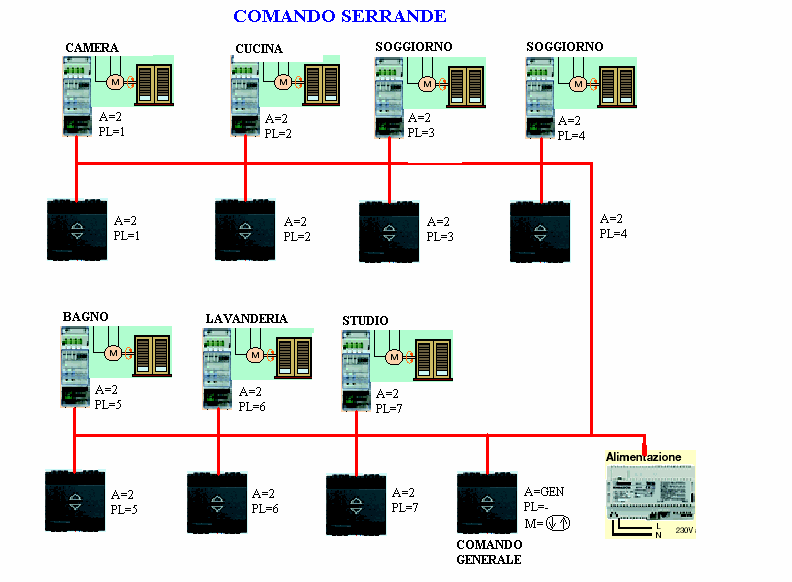 COMANDO SERRANDE
CAMERA
CUCINA
SOGGIORNO
SOGGIORNO
M
M
M
M
A=2
PL=1
A=2
PL=2
A=2
PL=3
A=2
PL=4
A=2
PL=1
A=2
PL=2
A=2
PL=3
A=2
PL=4
BAGNO
LAVANDERIA
STUDIO
M
M
M
A=2
PL=5
A=2
PL=6
A=2
PL=7
Alimentazione
A=2
PL=5
A=2
PL=6
A=2
PL=7
A=GEN
PL=-
M=
L
N
230V
COMANDO
GENERALE